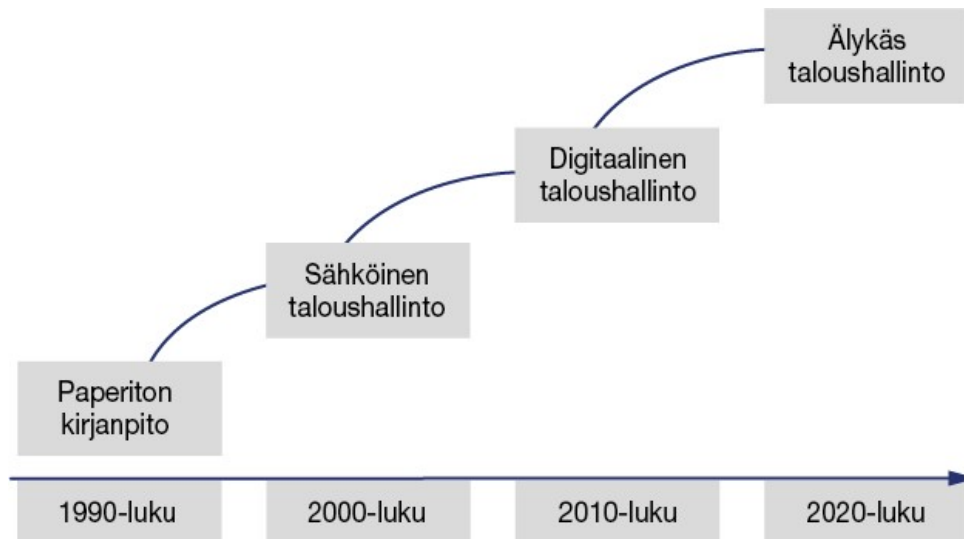 Älykäs
taloushallinto
Digitaalinen
taloushallinto
Sähköinen
taloushallinto
Paperiton
kirjanpito
1990-luku
2000-luku
2010-luku
2020-luku